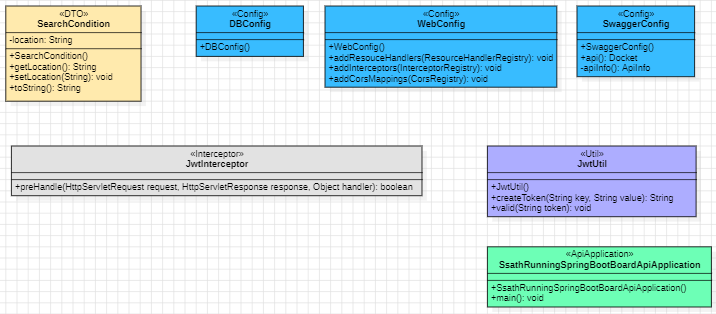 «DTO»
SearchCondition
-location: String
+SearchCondition()
+getLocation(): String
+setLocation(String): void
+toString(): String
«Config»
DBConfig
+DBConfig()
«Config»
WebConfig
+WebConfig()
+addResouceHandlers(ResourceHandlerRegistry): void
+addInterceptors(InterceptorRegistry): void
+addCorsMappings(CorsRegistry): void
«Config»
SwaggerConfig
+SwaggerConfig()
+api(): Docket
-apiInfo(): ApiInfo
«Interceptor»
JwtInterceptor
+preHandle(HttpServletRequest request, HttpServletResponse response, Object handler): boolean
«Util»
JwtUtil
+JwtUtil()
+createToken(String key, String value): String
+valid(String token): void
«ApiApplication»
SsathRunningSpringBootBoardApiApplication
+SsathRunningSpringBootBoardApiApplication()
+main(): void